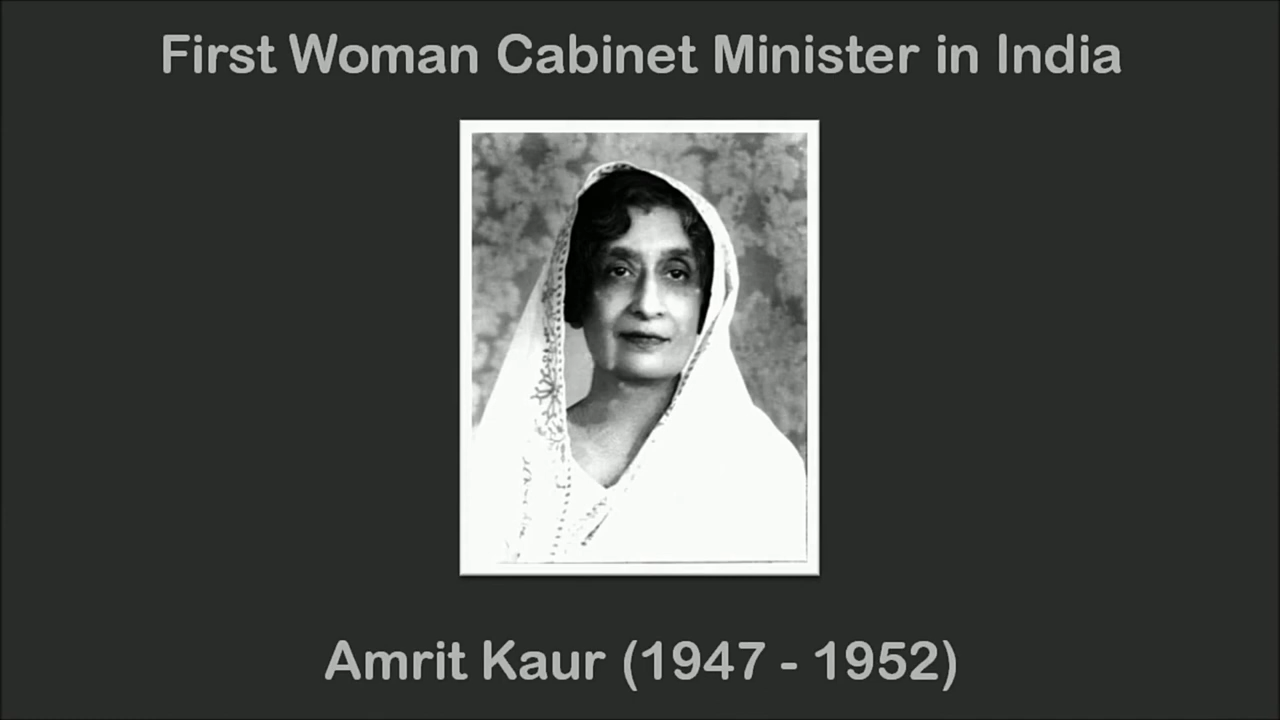 First Woman Cabinet Minister in India
Amrit Kaur (1947 - 1952)